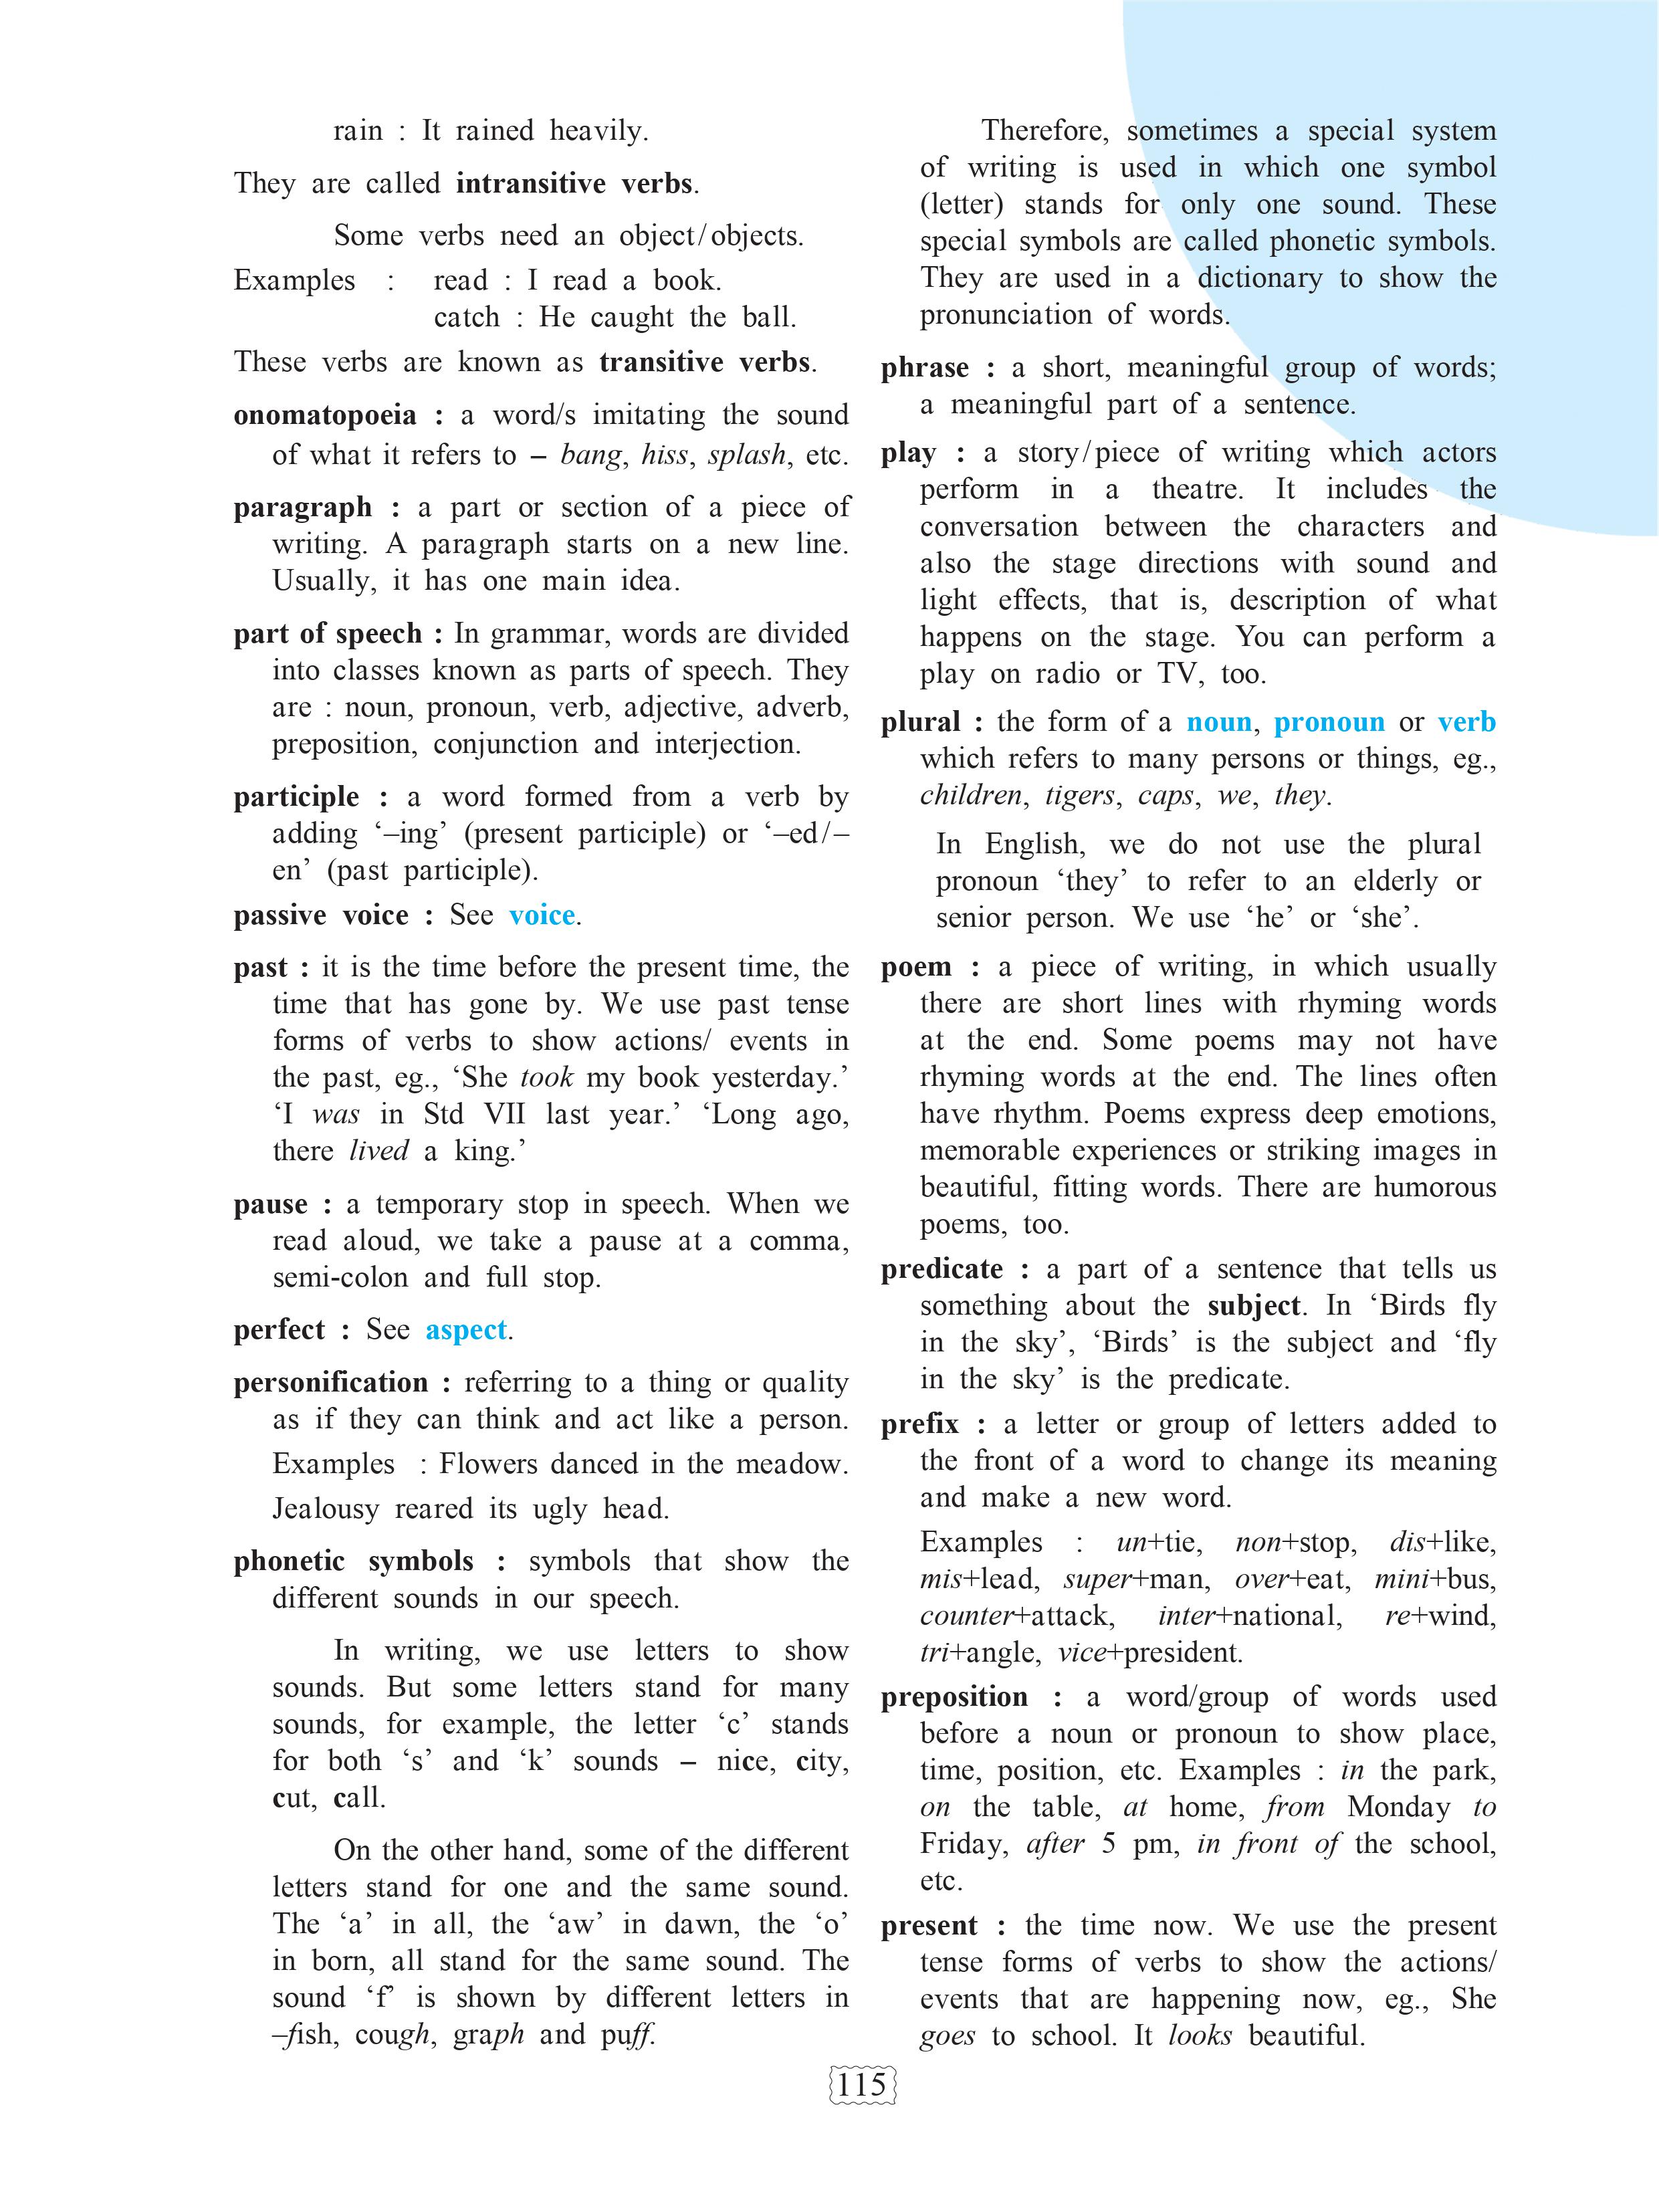 rain : It rained heavily.
They are called intransitive verbs.
Some verbs need an object/objects.
Examples : read : I read a book.
catch : He caught the ball.
These verbs are known as transitive verbs.
onomatopoeia : a word/s imitating the sound
of what it refers to – bang, hiss, splash, etc.
paragraph : a part or section of a piece of
writing. A paragraph starts on a new line.
Usually, it has one main idea.
part of speech : In grammar, words are divided
into classes known as parts of speech. They
are : noun, pronoun, verb, adjective, adverb,
preposition, conjunction and interjection.
participle : a word formed from a verb by
adding ‘–ing’ (present participle) or ‘–ed/–
en’ (past participle).
passive voice : See voice.
past : it is the time before the present time, the
time that has gone by. We use past tense
forms of verbs to show actions/ events in
the past, eg., ‘She took my book yesterday.’
‘I was in Std VII last year.’ ‘Long ago,
there lived a king.’
pause : a temporary stop in speech. When we
read aloud, we take a pause at a comma,
semi-colon and full stop.
perfect : See aspect.
personification : referring to a thing or quality
as if they can think and act like a person.
Examples : Flowers danced in the meadow.
Jealousy reared its ugly head.
phonetic symbols : symbols that show the
different sounds in our speech.
In writing, we use letters to show
sounds. But some letters stand for many
sounds, for example, the letter ‘c’ stands
for both ‘s’ and ‘k’ sounds – nice, city,
cut, call.
On the other hand, some of the different
letters stand for one and the same sound.
The ‘a’ in all, the ‘aw’ in dawn, the ‘o’
in born, all stand for the same sound. The
sound ‘f’ is shown by different letters in
–fish, cough, graph and puff.
Therefore, sometimes a special system
of writing is used in which one symbol
(letter) stands for only one sound. These
special symbols are called phonetic symbols.
They are used in a dictionary to show the
pronunciation of words.
phrase : a short, meaningful group of words;
a meaningful part of a sentence.
play : a story/piece of writing which actors
perform in a theatre. It includes the
conversation between the characters and
also the stage directions with sound and
light effects, that is, description of what
happens on the stage. You can perform a
play on radio or TV, too.
plural : the form of a noun, pronoun or verb
which refers to many persons or things, eg.,
children, tigers, caps, we, they.
In English, we do not use the plural
pronoun ‘they’ to refer to an elderly or
senior person. We use ‘he’ or ‘she’.
poem : a piece of writing, in which usually
there are short lines with rhyming words
at the end. Some poems may not have
rhyming words at the end. The lines often
have rhythm. Poems express deep emotions,
memorable experiences or striking images in
beautiful, fitting words. There are humorous
poems, too.
predicate : a part of a sentence that tells us
something about the subject. In ‘Birds fly
in the sky’, ‘Birds’ is the subject and ‘fly
in the sky’ is the predicate.
prefix : a letter or group of letters added to
the front of a word to change its meaning
and make a new word.
Examples : un+tie, non+stop, dis+like,
mis+lead, super+man, over+eat, mini+bus,
counter+attack, inter+national, re+wind,
tri+angle, vice+president.
preposition : a word/group of words used
before a noun or pronoun to show place,
time, position, etc. Examples : in the park,
on the table, at home, from Monday to
Friday, after 5 pm, in front of the school,
etc.
present : the time now. We use the present
tense forms of verbs to show the actions/
events that are happening now, eg., She
goes to school. It looks beautiful.
115